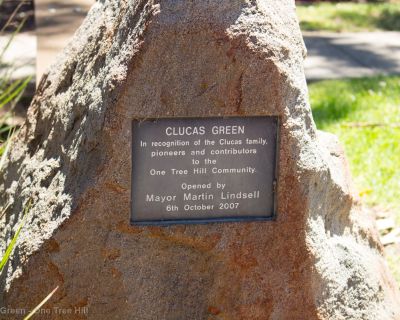 CLUCAS GREEN
In recognition of the Clucas family,
pioneers and contributors
to the
One Tree Hill Community.
Opened by
Mayor Martin Lindsell
6th October 2007
Green - One Tree Hill